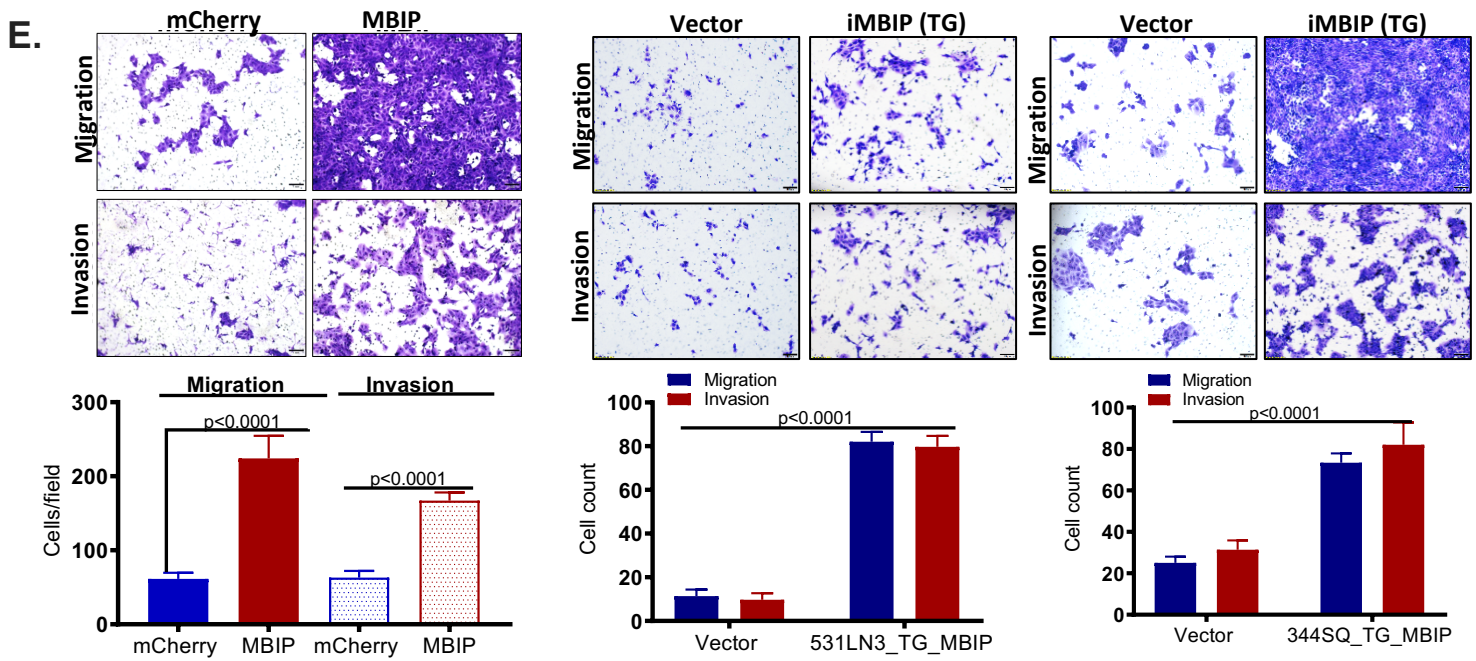 E.
mCherry MBIP
Migration
Invasion
Migration Invasion
300
200
100
0
Cells/field
p<0.0001
p<0.0001
mCherry MBIP mCherry MBIP
Vector iMBIP (TG)
Migration
Invasion
Migration
Invasion
100
80
60
40
20
0
Cell count
p<0.0001
Vector 531LN3_TG_MBIP
Vector iMBIP (TG)
Migration
Invasion
Migration
Invasion
100
80
60
40
20
0
Cell count
p<0.0001
Vector 344SQ_TG_MBIP